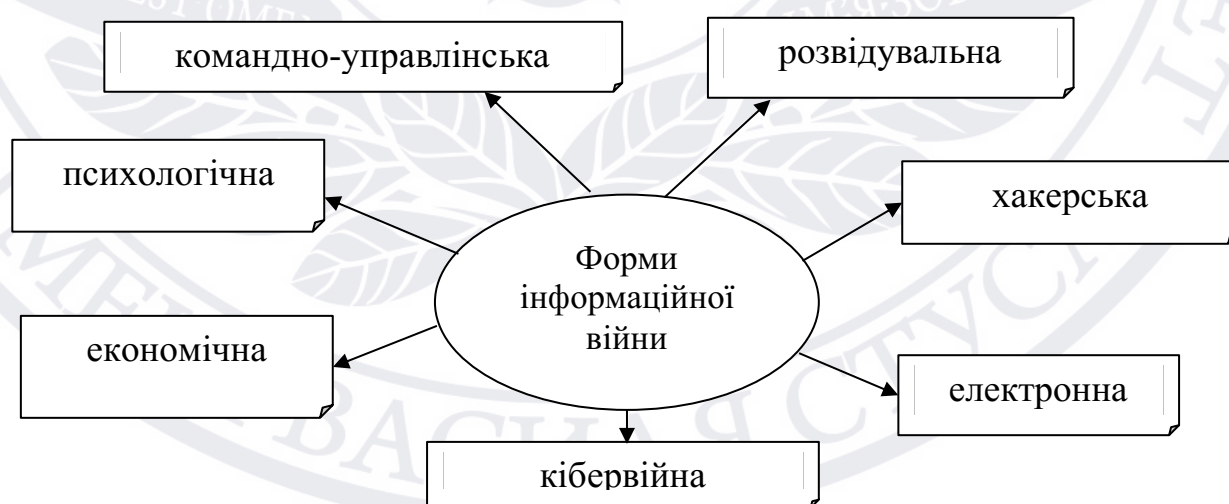 командно-управлінська
розвідувальна
психологічна
хакерська
Форми
інформаційної
війни
економічна
електронна
кібервійна